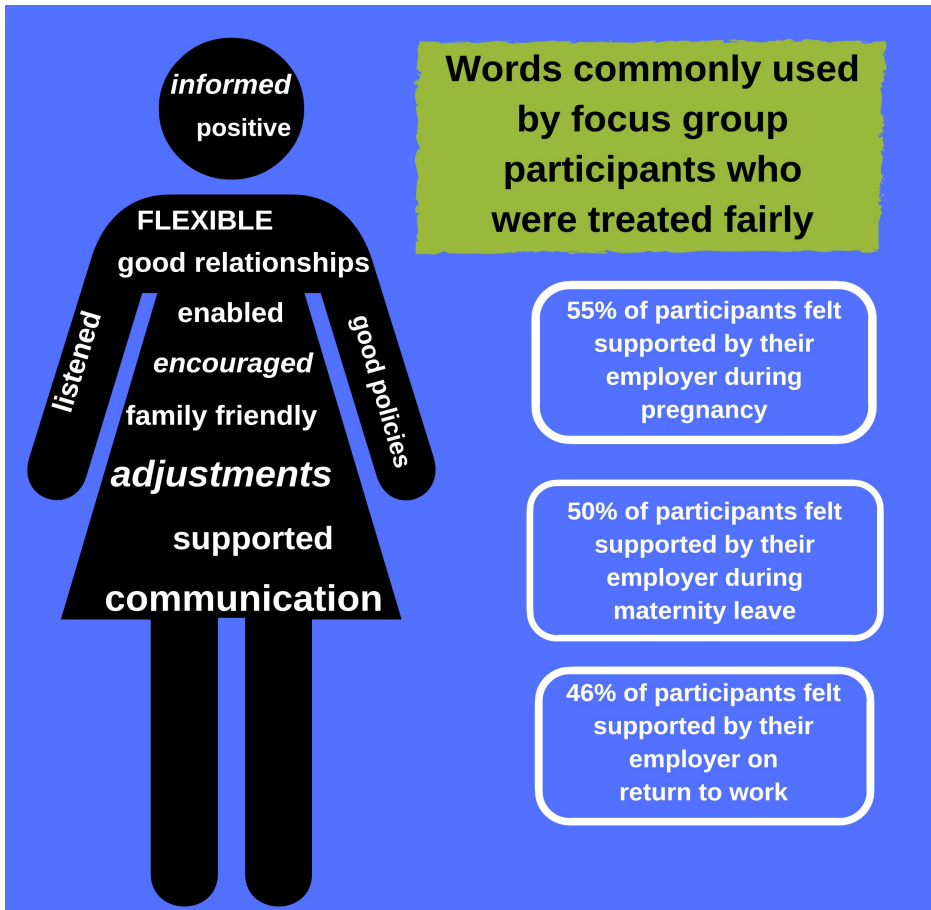 informed
positive
FLEXIBLE
good relationships
listened
enabled
good policies
encouraged
family friendly
adjustments
supported
communication
Words commonly used
by focus group
participants who
were treated fairly
55% of participants felt
supported by their
employer during
pregnancy
50% of participants felt
supported by their
employer during
maternity leave
46% of participants felt
supported by their
employer on
return to work